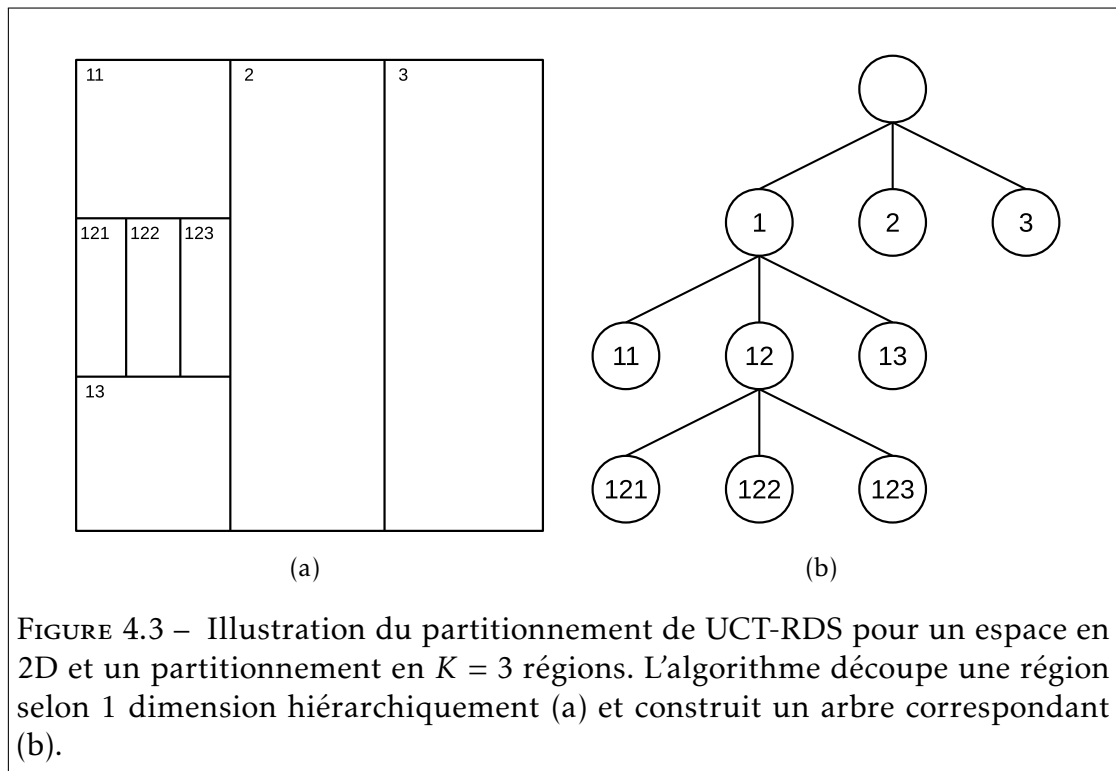 11
2
3
121
122
123
13
(a)
1
2
3
11
12
13
121
122
123
(b)
FIGURE 4.3 – Illustration du partitionnement de UCT-RDS pour un espace en
2D et un partitionnement en K = 3 régions. L'algorithme découpe une région
selon 1 dimension hiérarchiquement (a) et construit un arbre correspondant
(b).